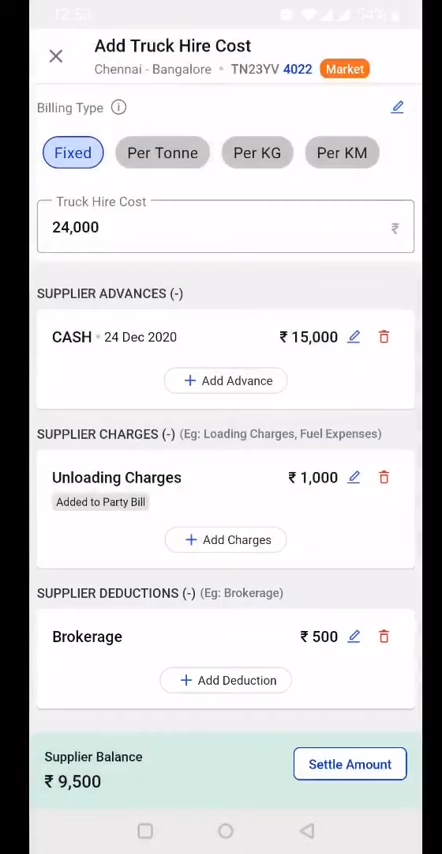 12:50
54%
Add Truck Hire Cost
Chennai - Bangalore • TN23YV 4022 Market
Billing Type
Fixed Per Tonne Per KG Per KM
Truck Hire Cost
24,000 ₹
SUPPLIER ADVANCES (-)
CASH • 24 Dec 2020 ₹ 15,000
+ Add Advance
SUPPLIER CHARGES (-) (Eg: Loading Charges, Fuel Expenses)
Unloading Charges ₹ 1,000
Added to Party Bill
+ Add Charges
SUPPLIER DEDUCTIONS (-) (Eg: Brokerage)
Brokerage ₹ 500
+ Add Deduction
Supplier Balance
₹ 9,500
Settle Amount